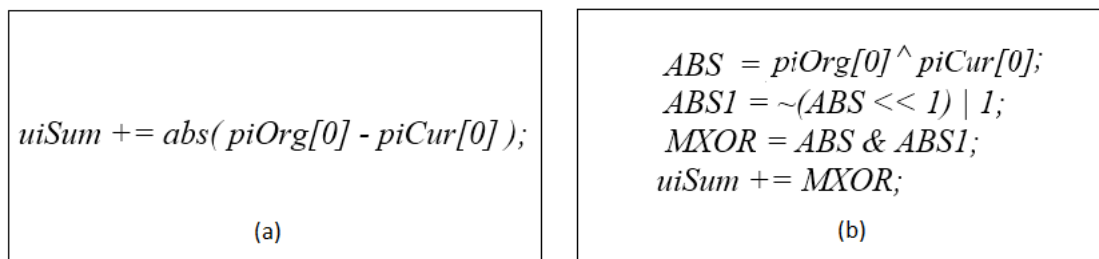 uiSum += abs( piOrg[0] - piCur[0] );
(a)
ABS = piOrg[0] ^ piCur[0];
ABS1 = ~(ABS << 1) | 1;
MXOR = ABS & ABS1;
uiSum += MXOR;
(b)